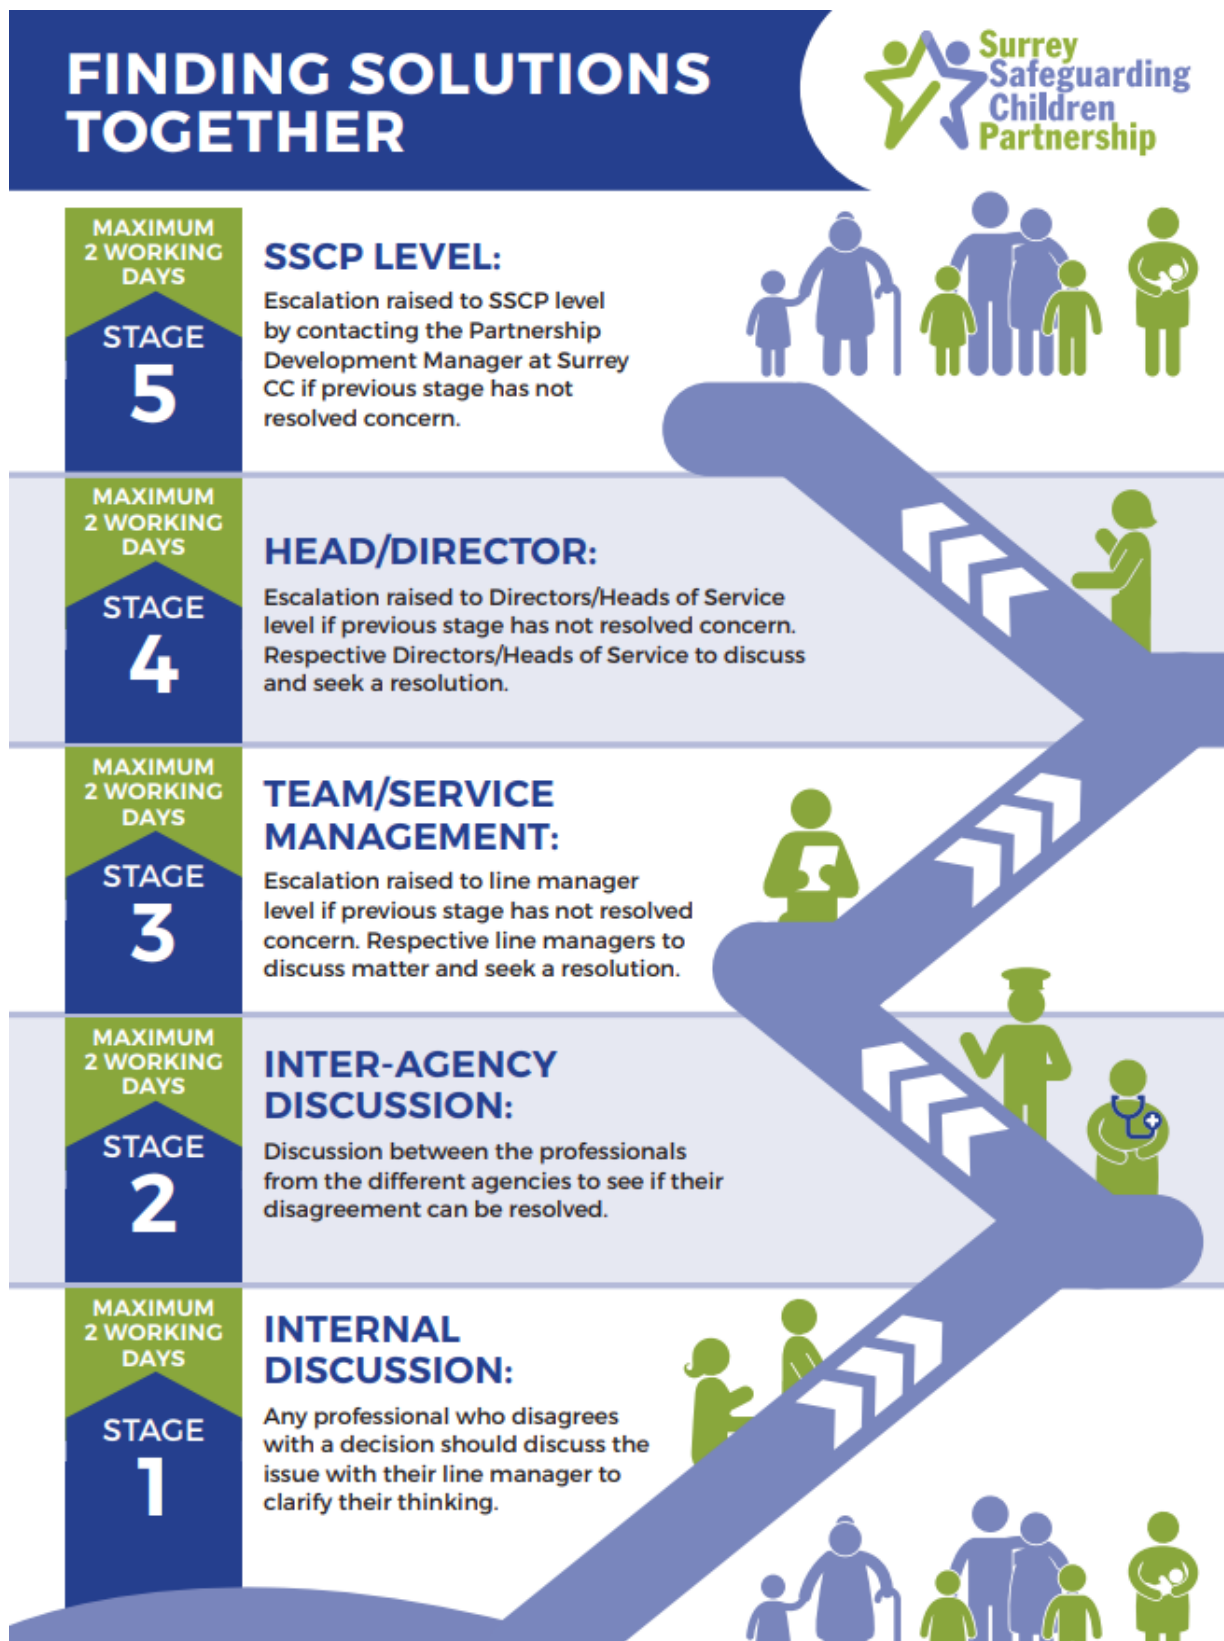 FINDING SOLUTIONS
TOGETHER
Surrey
Safeguarding
Children
Partnership
MAXIMUM
2 WORKING
DAYS
STAGE
5
SSCP LEVEL:
Escalation raised to SSCP level
by contacting the Partnership
Development Manager at Surrey
CC if previous stage has not
resolved concern.
MAXIMUM
2 WORKING
DAYS
STAGE
4
HEAD/DIRECTOR:
Escalation raised to Directors/Heads of Service
level if previous stage has not resolved concern.
Respective Directors/Heads of Service to discuss
and seek a resolution.
MAXIMUM
2 WORKING
DAYS
STAGE
3
TEAM/SERVICE
MANAGEMENT:
Escalation raised to line manager
level if previous stage has not resolved
concern. Respective line managers to
discuss matter and seek a resolution.
MAXIMUM
2 WORKING
DAYS
STAGE
2
INTER-AGENCY
DISCUSSION:
Discussion between the professionals
from the different agencies to see if their
disagreement can be resolved.
MAXIMUM
2 WORKING
DAYS
STAGE
1
INTERNAL
DISCUSSION:
Any professional who disagrees
with a decision should discuss the
issue with their line manager to
clarify their thinking.